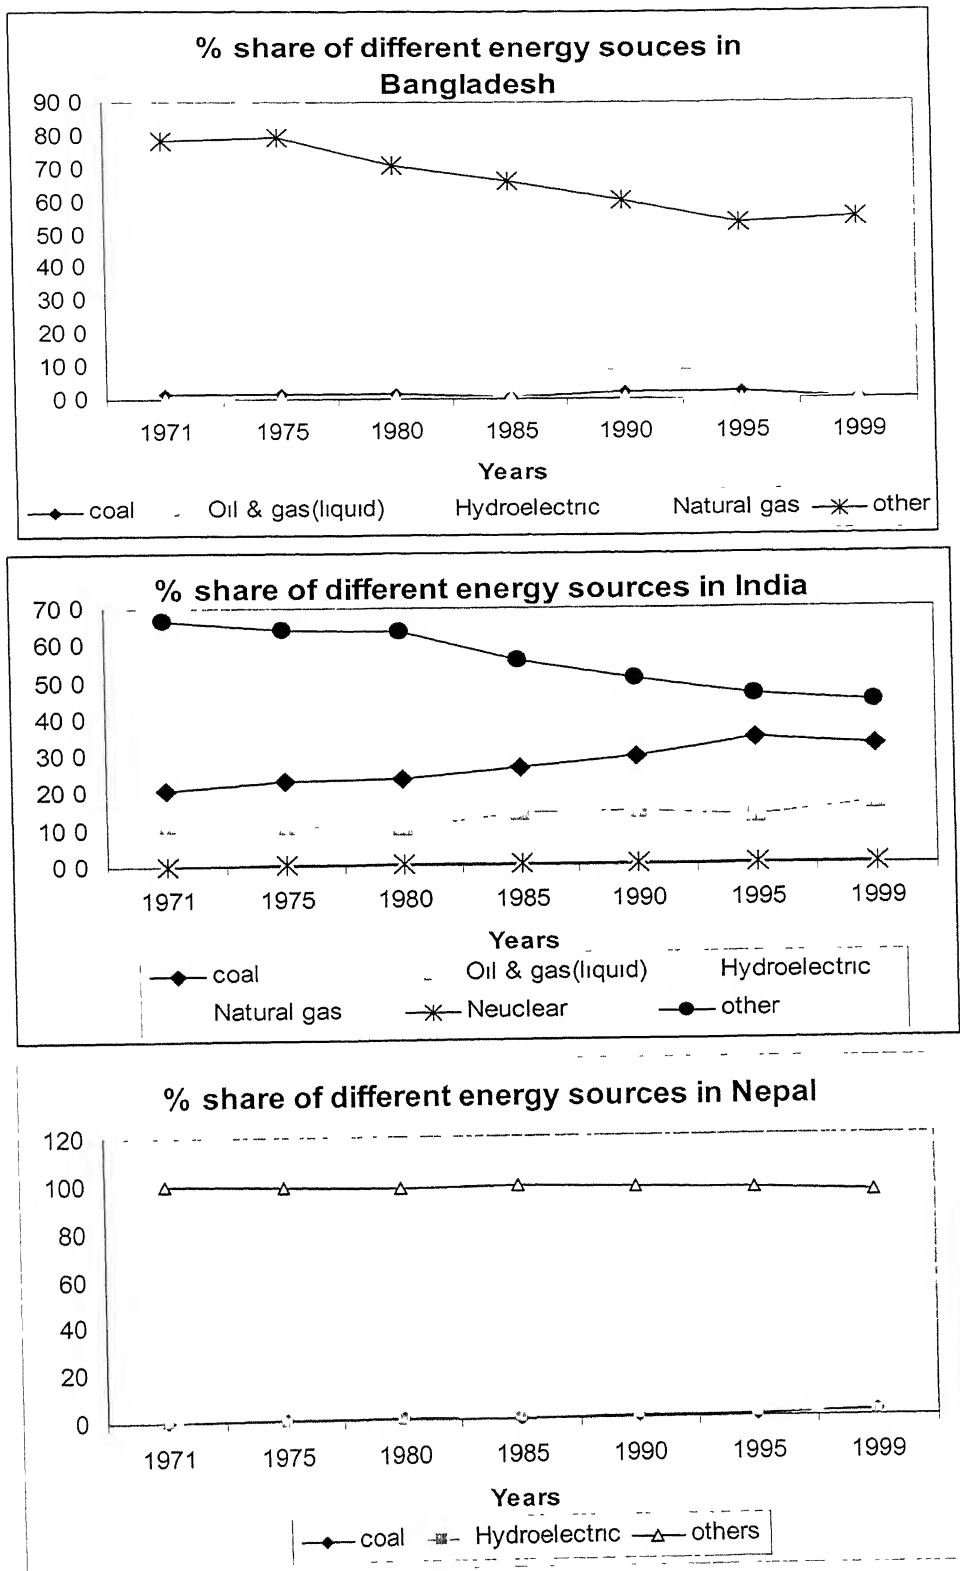 % share of different energy souces in
Bangladesh
90 0
80 0
70 0
60 0
50 0
40 0
30 0
20 0
10 0
0 0
1971 1975 1980 1985 1990 1995 1999
Years
coal Oil & gas(liquid) Hydroelectric Natural gas other
% share of different energy sources in India
70 0
60 0
50 0
40 0
30 0
20 0
10 0
0 0
1971 1975 1980 1985 1990 1995 1999
Years
coal Oil & gas(liquid) Hydroelectric
Natural gas Neuclear other
% share of different energy sources in Nepal
120
100
80
60
40
20
0
1971 1975 1980 1985 1990 1995 1999
Years
coal Hydroelectric others